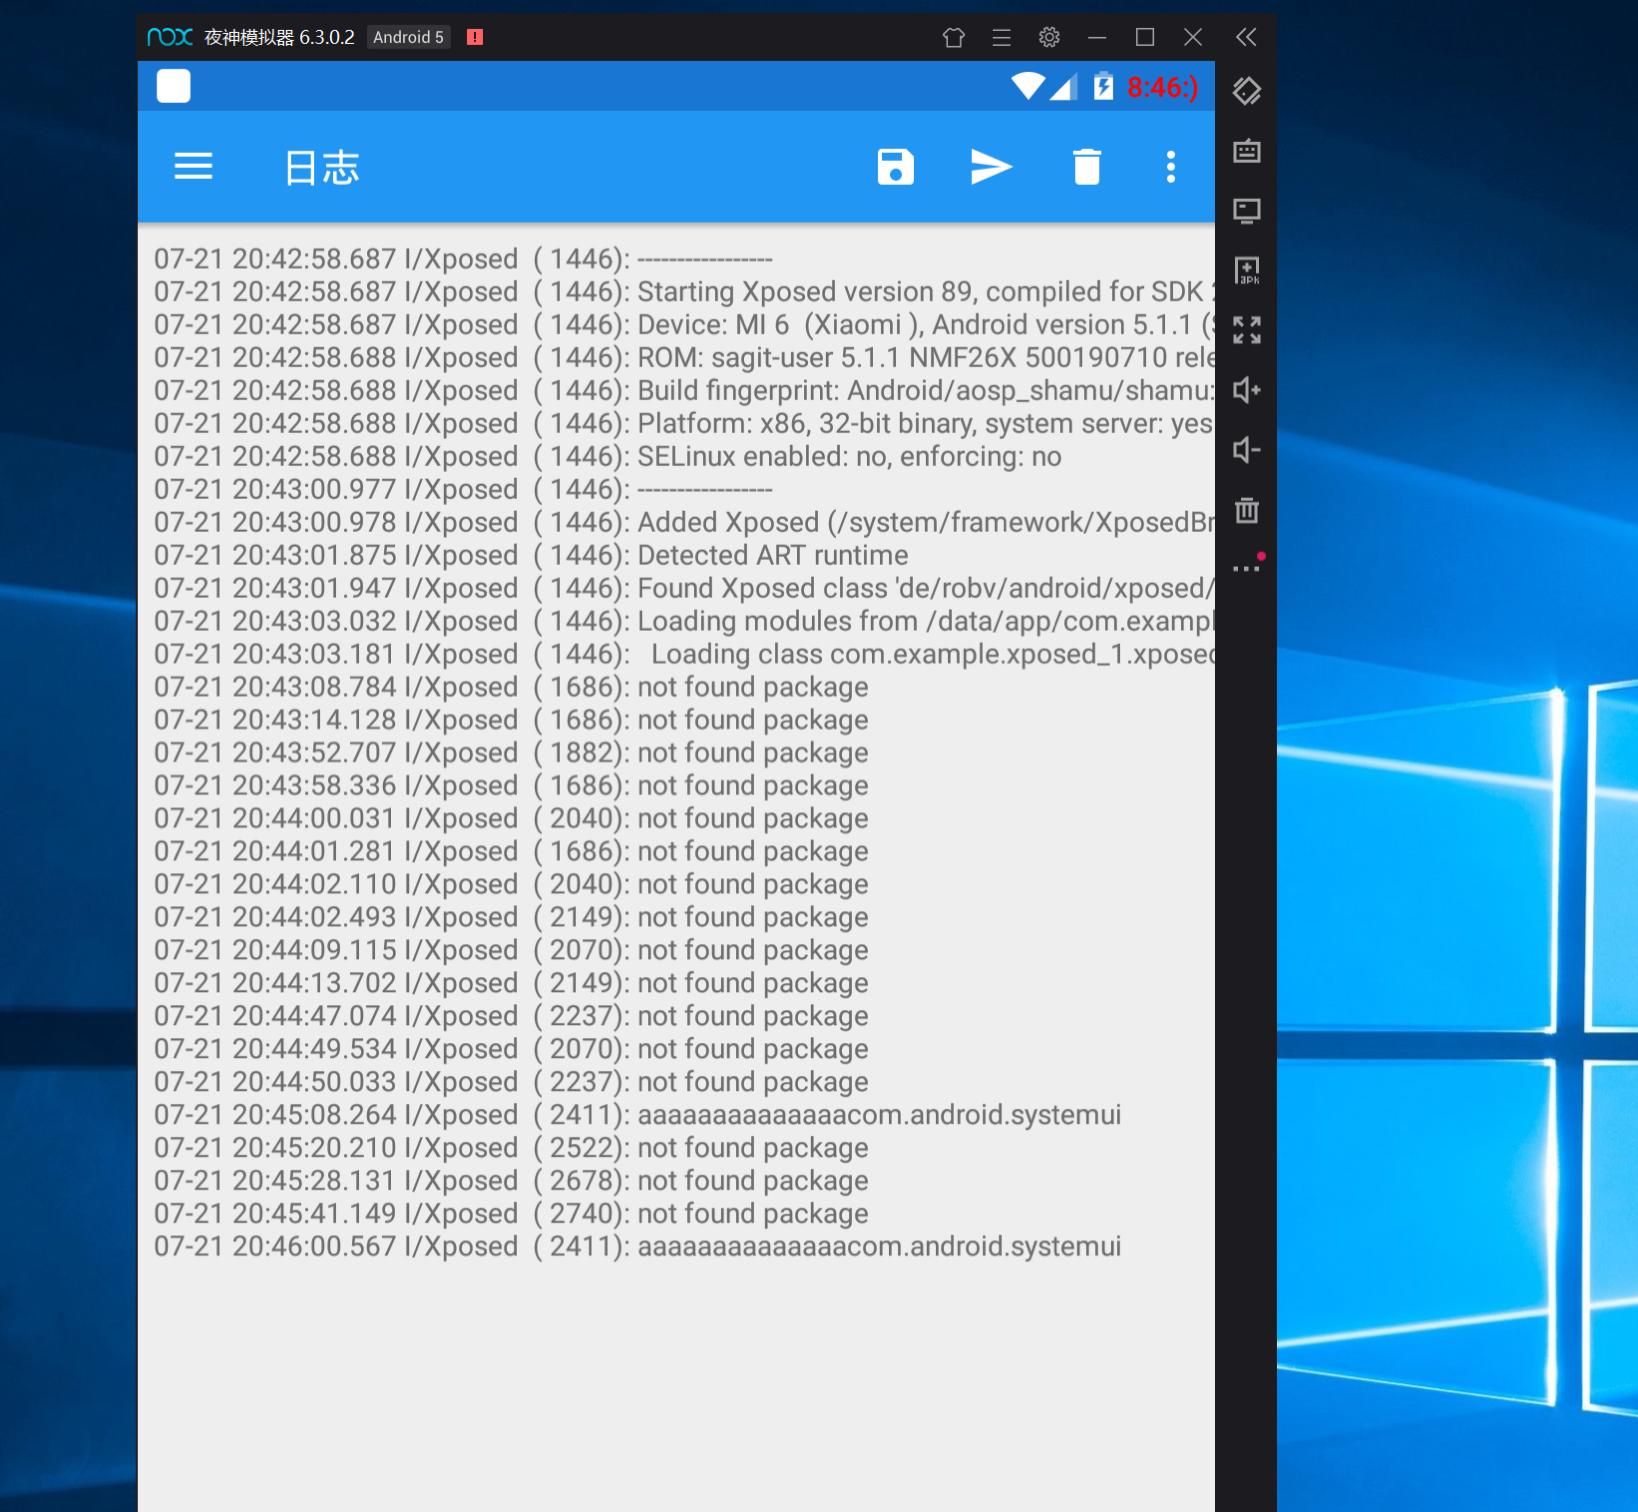 nox 夜神模拟器 6.3.0.2 Android 5
8:46:)
日志
07-21 20:42:58.687 I/Xposed ( 1446): -----------------
07-21 20:42:58.687 I/Xposed ( 1446): Starting Xposed version 89, compiled for SDK
07-21 20:42:58.687 I/Xposed ( 1446): Device: MI 6 (Xiaomi ), Android version 5.1.1 (
07-21 20:42:58.688 I/Xposed ( 1446): ROM: sagit-user 5.1.1 NMF26X 500190710 rele
07-21 20:42:58.688 I/Xposed ( 1446): Build fingerprint: Android/aosp_shamu/shamu:
07-21 20:42:58.688 I/Xposed ( 1446): Platform: x86, 32-bit binary, system server: yes
07-21 20:42:58.688 I/Xposed ( 1446): SELinux enabled: no, enforcing: no
07-21 20:43:00.977 I/Xposed ( 1446): -----------------
07-21 20:43:00.978 I/Xposed ( 1446): Added Xposed (/system/framework/XposedBr
07-21 20:43:01.875 I/Xposed ( 1446): Detected ART runtime
07-21 20:43:01.947 I/Xposed ( 1446): Found Xposed class 'de/robv/android/xposed/
07-21 20:43:03.032 I/Xposed ( 1446): Loading modules from /data/app/com.exampl
07-21 20:43:03.181 I/Xposed ( 1446): Loading class com.example.xposed_1.xposed
07-21 20:43:08.784 I/Xposed ( 1686): not found package
07-21 20:43:14.128 I/Xposed ( 1686): not found package
07-21 20:43:52.707 I/Xposed ( 1882): not found package
07-21 20:43:58.336 I/Xposed ( 1686): not found package
07-21 20:44:00.031 I/Xposed ( 2040): not found package
07-21 20:44:01.281 I/Xposed ( 1686): not found package
07-21 20:44:02.110 I/Xposed ( 2040): not found package
07-21 20:44:02.493 I/Xposed ( 2149): not found package
07-21 20:44:09.115 I/Xposed ( 2070): not found package
07-21 20:44:13.702 I/Xposed ( 2149): not found package
07-21 20:44:47.074 I/Xposed ( 2237): not found package
07-21 20:44:49.534 I/Xposed ( 2070): not found package
07-21 20:44:50.033 I/Xposed ( 2237): not found package
07-21 20:45:08.264 I/Xposed ( 2411): aaaaaaaaaaaaaacom.android.systemui
07-21 20:45:20.210 I/Xposed ( 2522): not found package
07-21 20:45:28.131 I/Xposed ( 2678): not found package
07-21 20:45:41.149 I/Xposed ( 2740): not found package
07-21 20:46:00.567 I/Xposed ( 2411): aaaaaaaaaaaaaacom.android.systemui